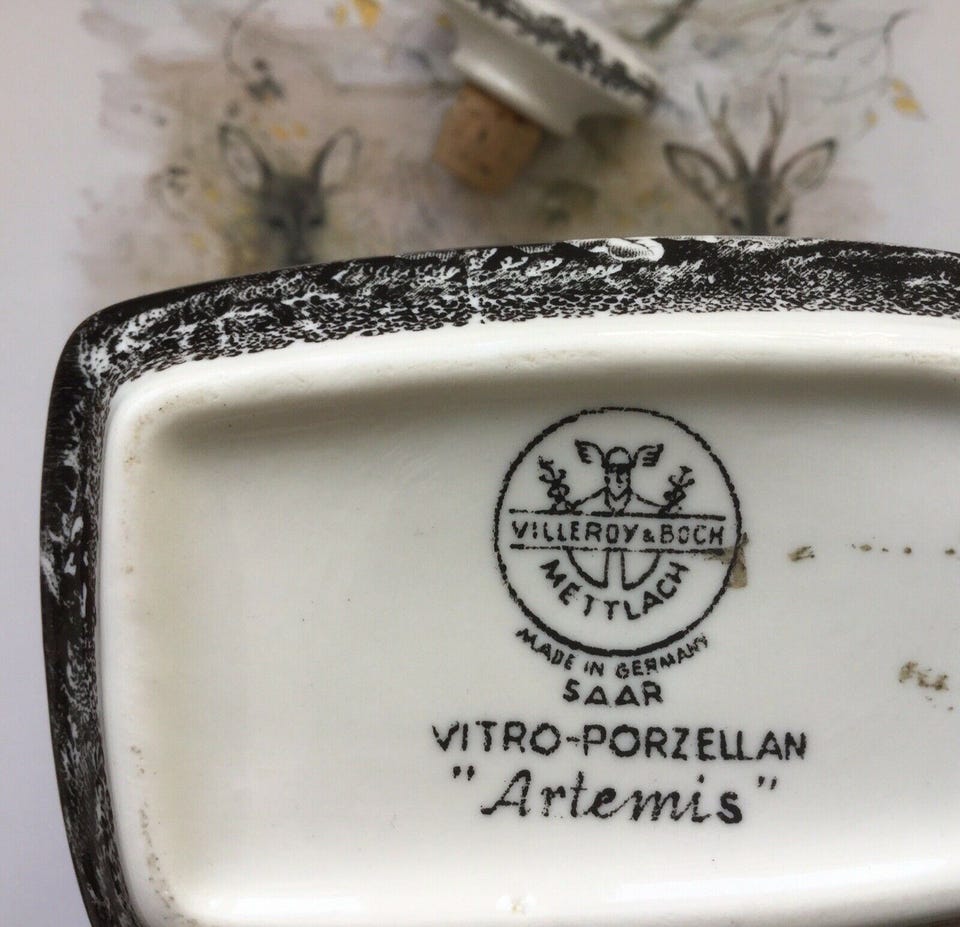 VILLEROY & BOCH
METTLACH
MADE IN GERMANY
SAAR
VITRO-PORZELLAN
"Artemis"